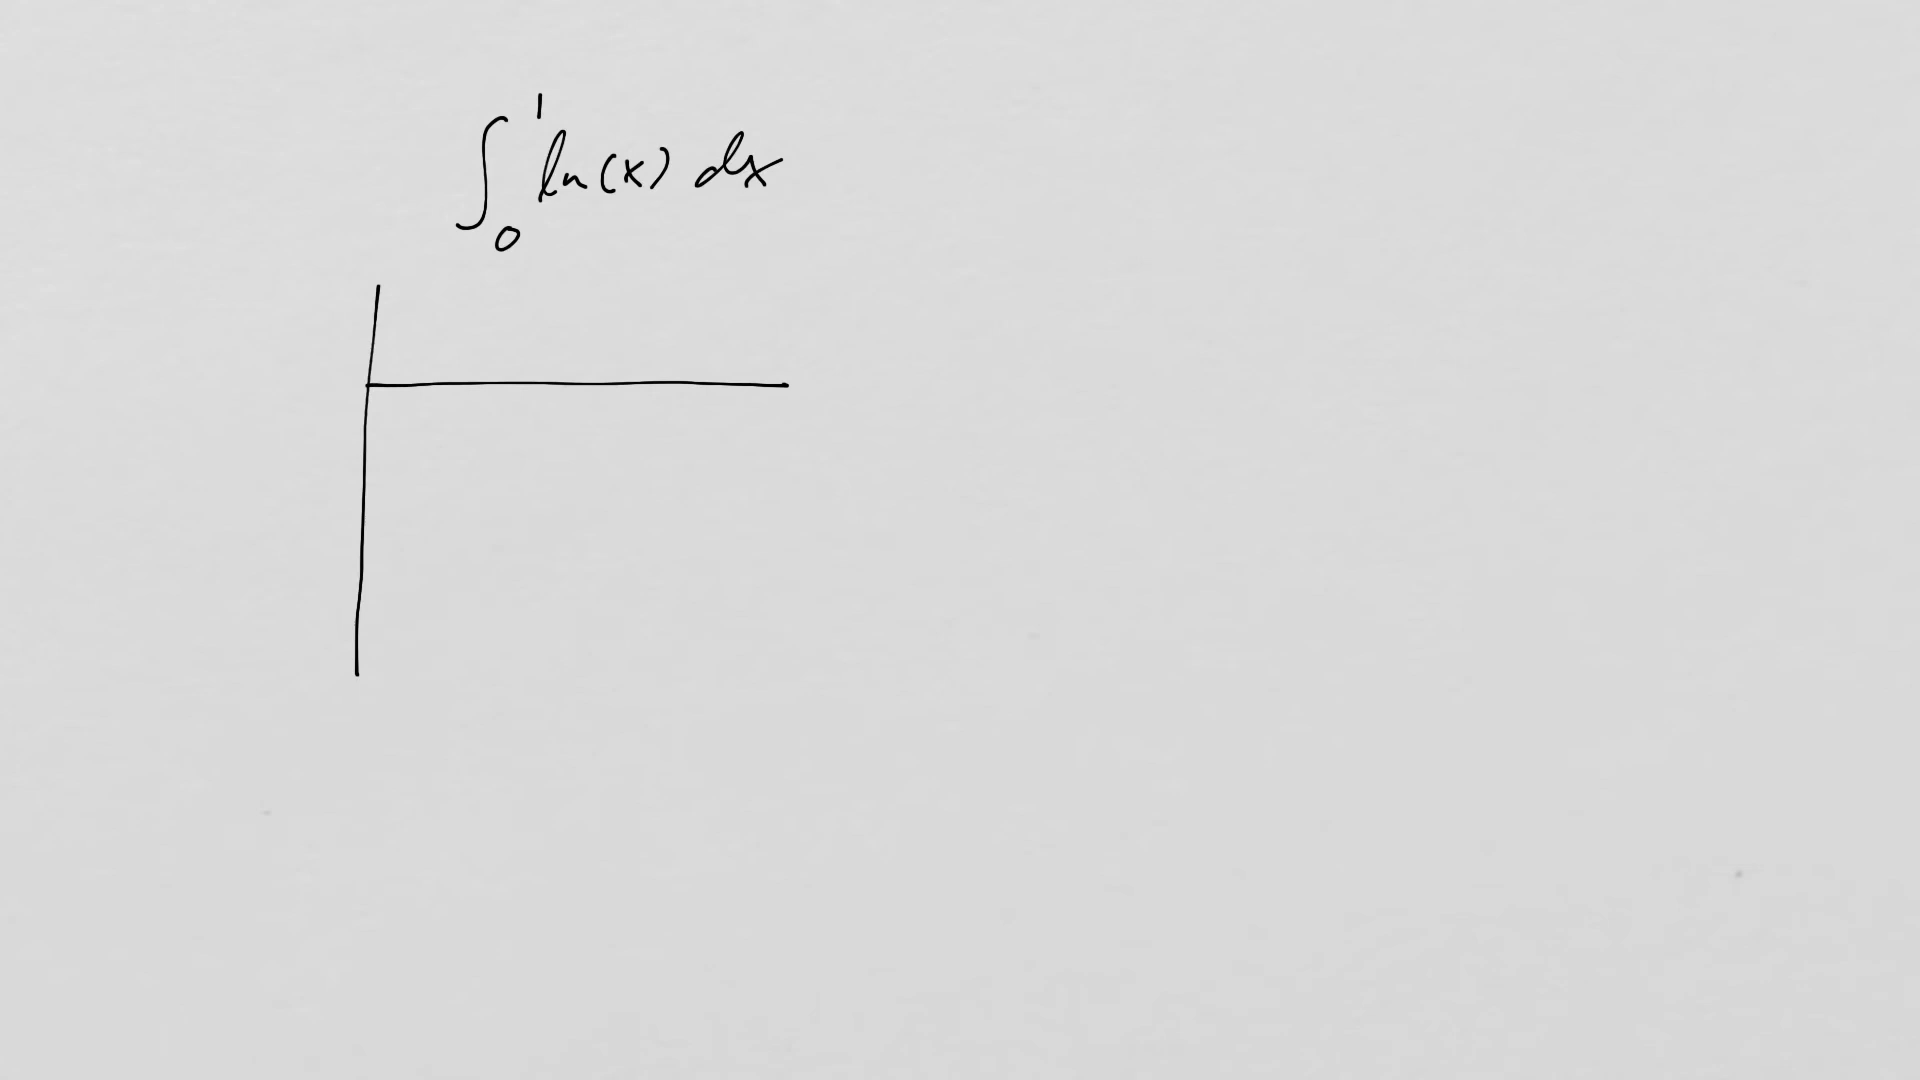 ∫₀¹ ln(x) dx